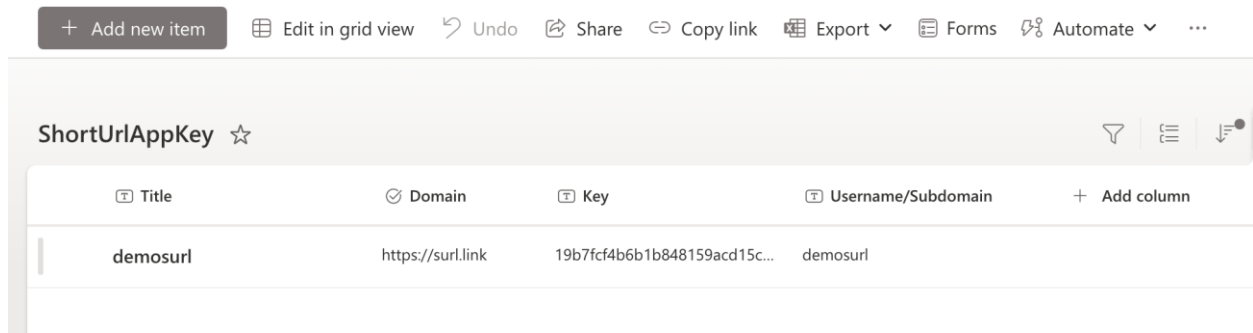 + Add new item Edit in grid view Undo Share Copy link Export Forms Automate ...
ShortUrlAppKey
Title Domain Key Username/Subdomain + Add column
demosurl https://surl.link 19b7fcf4b6b1b848159acd15c... demosurl